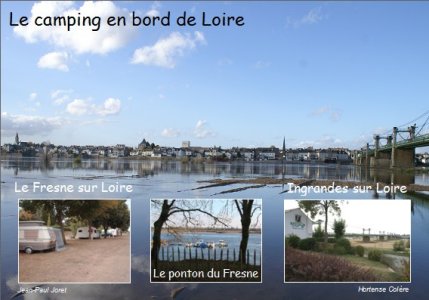 Le camping en bord de Loire
Le Fresne sur Loire
Ingrandes sur Loire
Le ponton du Fresne
Jean-Paul Joret
Hortense Colère